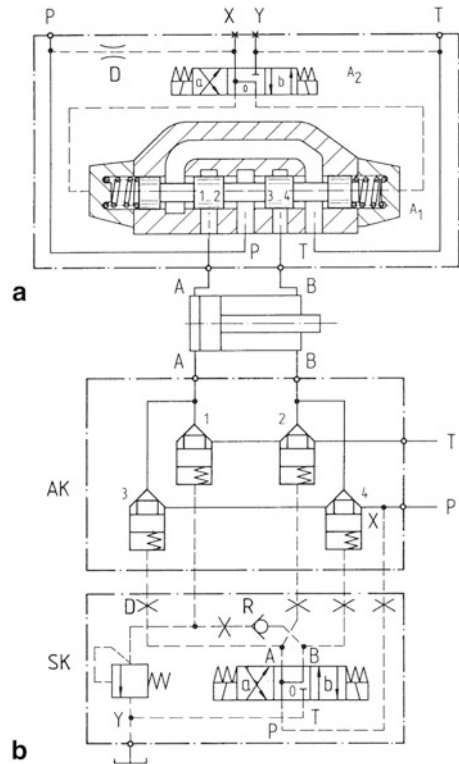 P X Y T
D
a 0 b A2
1 2 3 4 A1
P T
a
A B
A B
1 2
T
3 4
AK P
X
D R
A B
SK a 0 b
Y T
P
b